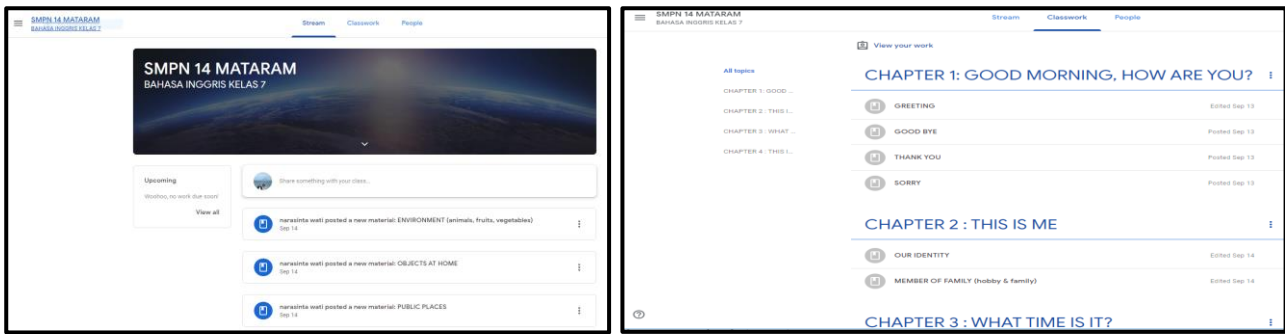 SMPN 14 MATARAM
BAHASA INGGRIS KELAS 7
Stream
Classwork
People
SMPN 14 MATARAM
BAHASA INGGRIS KELAS 7
Upcoming
Woohoo, no work due soon!
View all
Share something with your class...
narasinta wati posted a new material: ENVIRONMENT (animals, fruits, vegetables)
Sep 14
narasinta wati posted a new material: OBJECTS AT HOME
Sep 14
narasinta wati posted a new material: PUBLIC PLACES
Sep 14
SMPN 14 MATARAM
BAHASA INGGRIS KELAS 7
Stream
Classwork
People
View your work
All topics
CHAPTER 1: GOOD ...
CHAPTER 2 : THIS I...
CHAPTER 3 : WHAT ...
CHAPTER 4 : THIS I...
CHAPTER 1: GOOD MORNING, HOW ARE YOU?
GREETING
Edited Sep 13
GOOD BYE
Posted Sep 13
THANK YOU
Posted Sep 13
SORRY
Posted Sep 13
CHAPTER 2 : THIS IS ME
OUR IDENTITY
Edited Sep 14
MEMBER OF FAMILY (hobby & family)
Edited Sep 14
CHAPTER 3 : WHAT TIME IS IT?